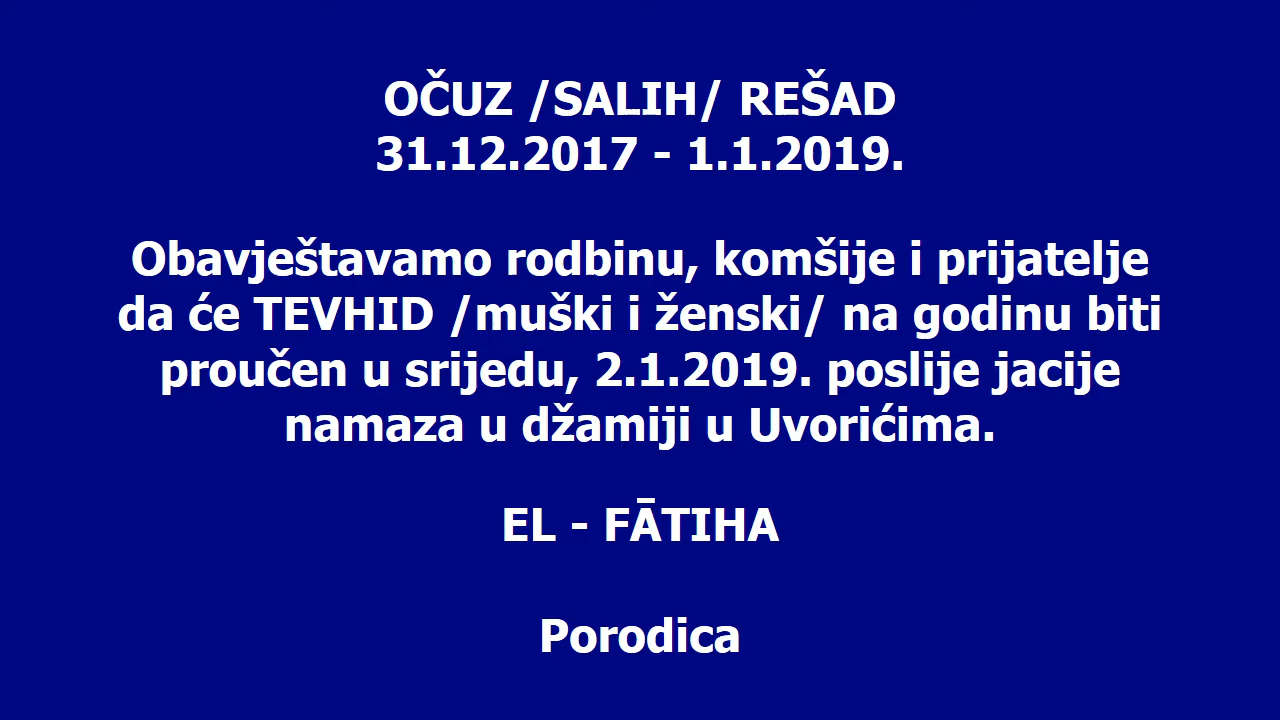 OČUZ /SALIH/ REŠAD
31.12.2017 - 1.1.2019.
Obavještavamo rodbinu, komšije i prijatelje
da će TEVHID /muški i ženski/ na godinu biti
proučen u srijedu, 2.1.2019. poslije jacije
namaza u džamiji u Uvorićima.
EL - FĀTIHA
Porodica